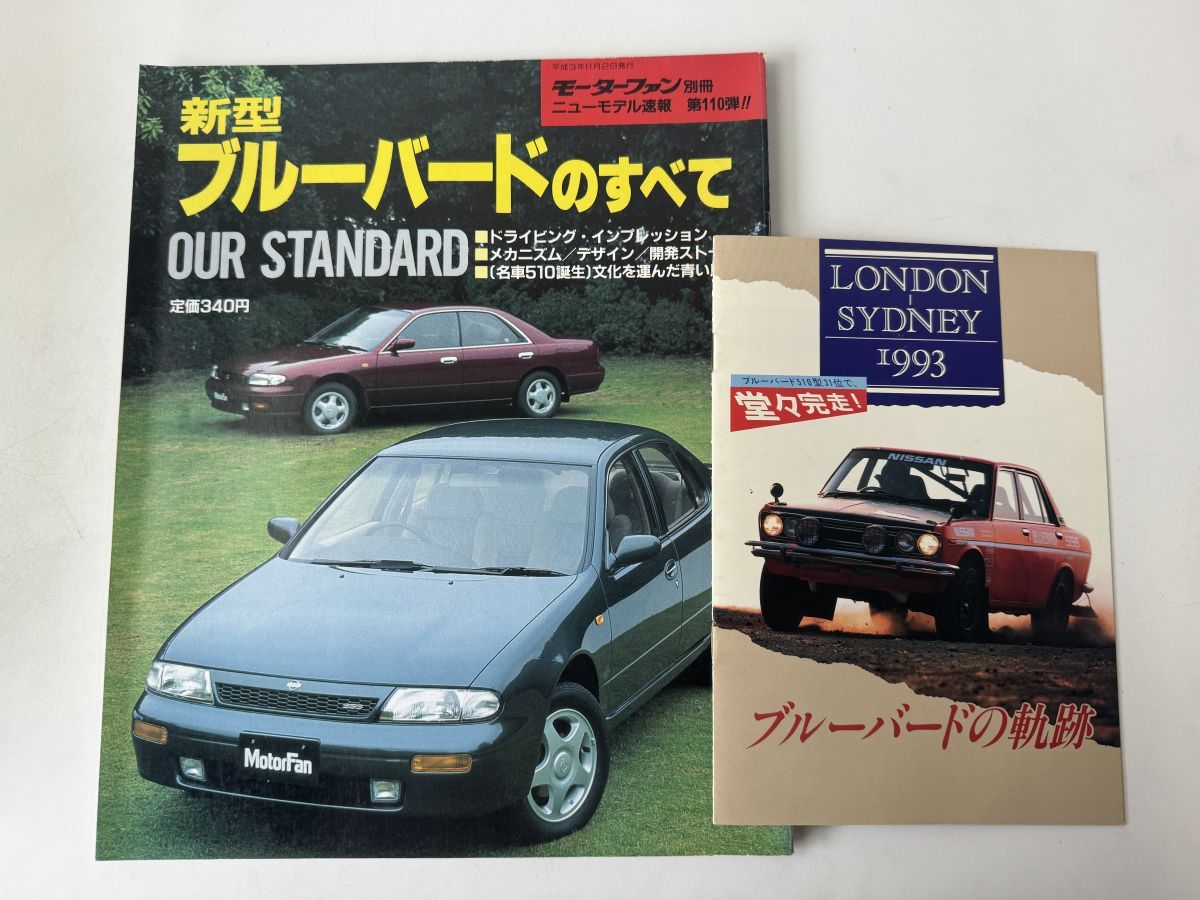 平成3年11月2日発行
モーターファン 別冊
ニューモデル速報 第110弾!!
新型
ブルーバードのすべて
OUR STANDARD
■ドライビング・インプレッション
■メカニズム/デザイン/開発スト
■(名車510誕生)文化を運んだ青い
定価340円
SSS
MotorFan
MotorFan
LONDON
-
SYDNEY
1993
ブルーバード510型31位で、
堂々完走!
NISSAN
NISSAN
SSS
ブルーバードの軌跡